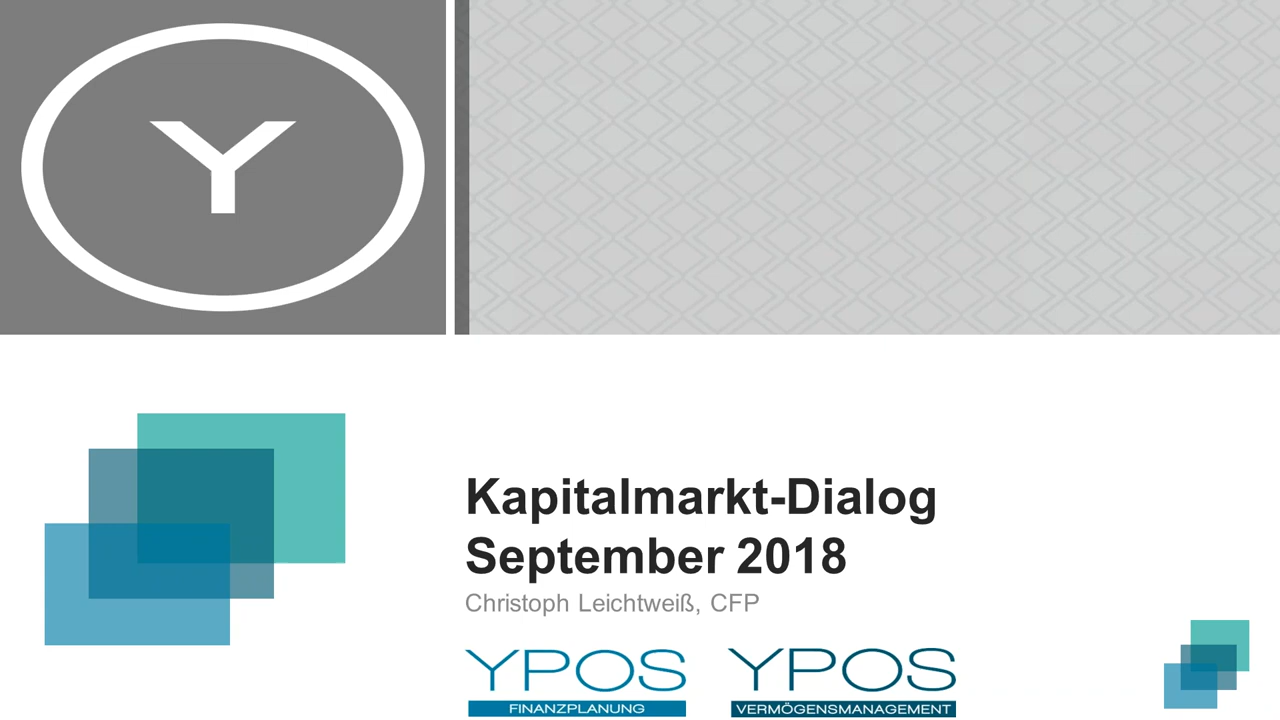 Y
Kapitalmarkt-Dialog
September 2018
Christoph Leichtweiß, CFP
YPOS YPOS
FINANZPLANUNG VERMÖGENSMANAGEMENT